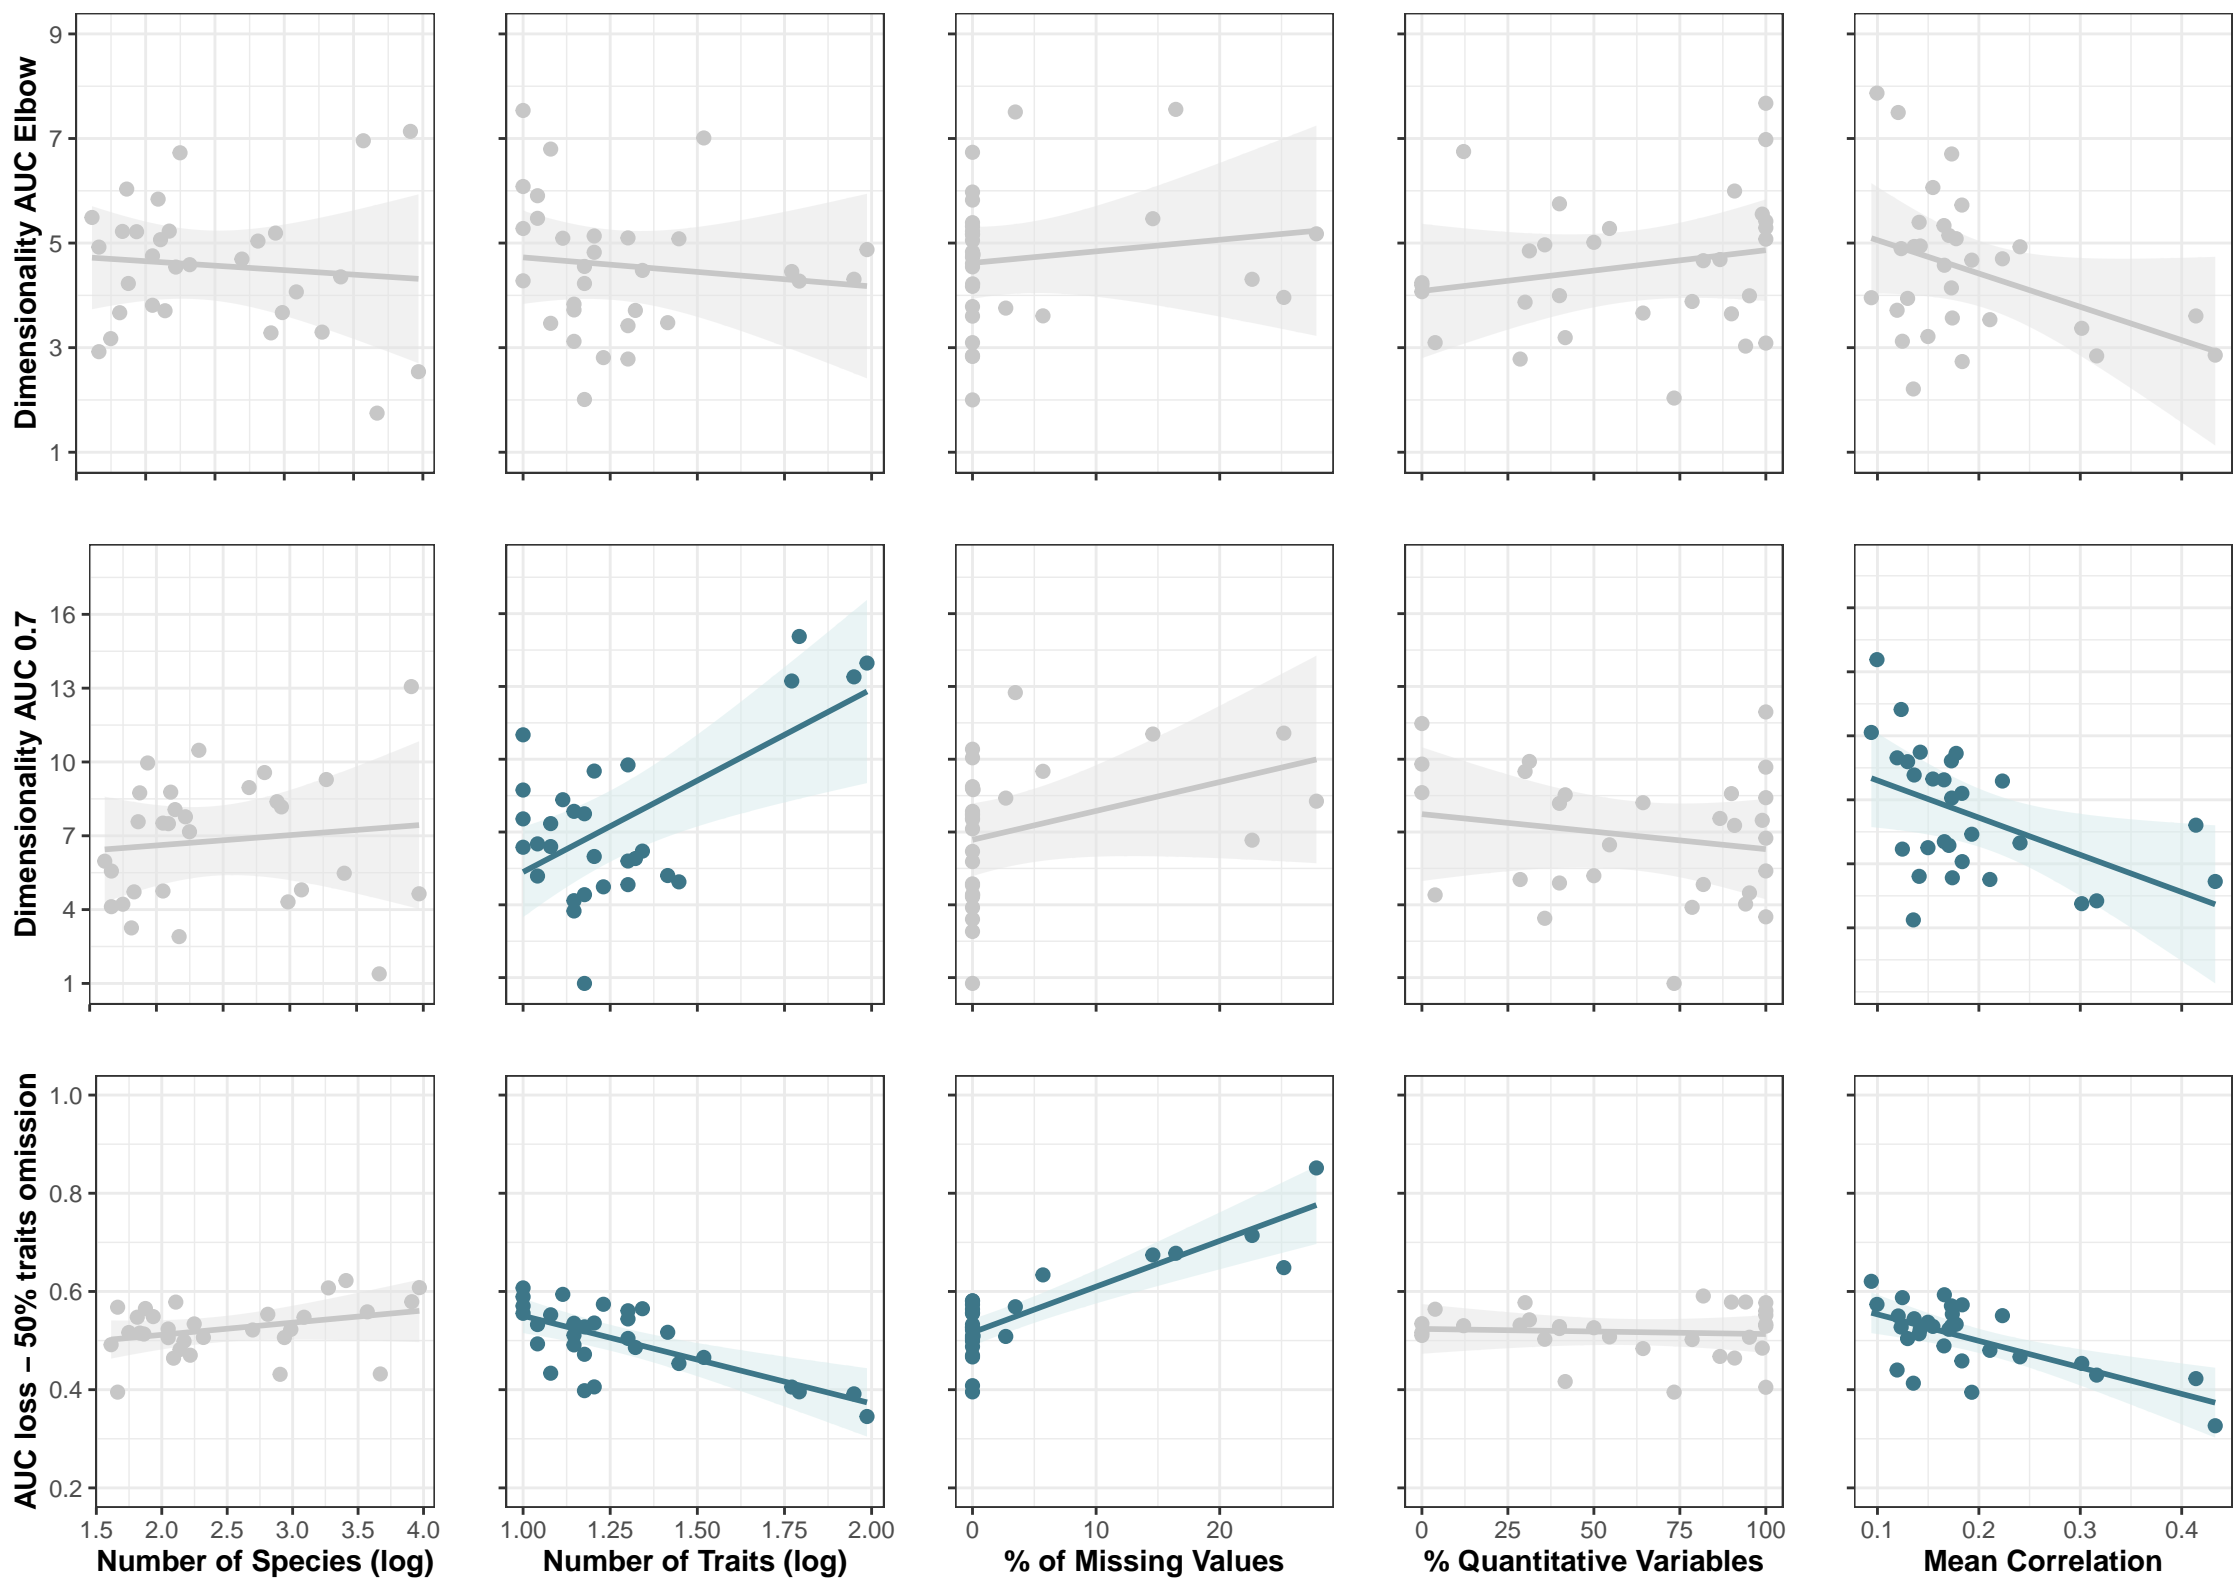 Dimensionality AUC Elbow
9
7
5
3
1
Dimensionality AUC 0.7
16
13
10
7
4
1
AUC loss – 50% traits omission
1.0
0.8
0.6
0.4
0.2
1.5 2.0 2.5 3.0 3.5 4.0
1.00 1.25 1.50 1.75 2.00
0 10 20
0 25 50 75 100
0.1 0.2 0.3 0.4
Number of Species (log)
Number of Traits (log)
% of Missing Values
% Quantitative Variables
Mean Correlation